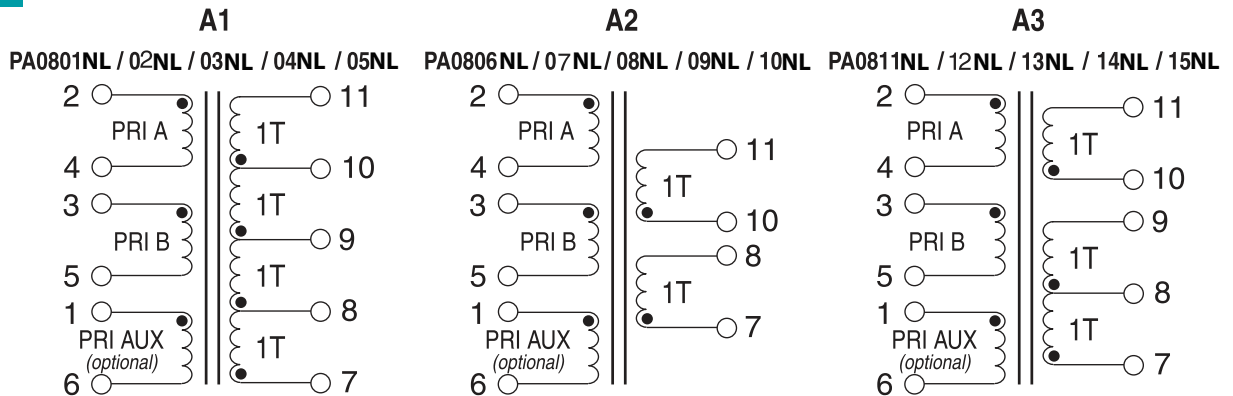 A1
PA0801NL / 02NL / 03NL / 04NL / 05NL
2
PRI A
4
3
PRI B
5
1
PRI AUX
(optional)
6
11
1T
10
1T
9
1T
8
1T
7
A2
PA0806NL / 07NL / 08NL / 09NL / 10NL
2
PRI A
4
3
PRI B
5
1
PRI AUX
(optional)
6
11
1T
10
8
1T
7
A3
PA0811NL / 12NL / 13NL / 14NL / 15NL
2
PRI A
4
3
PRI B
5
1
PRI AUX
(optional)
6
11
1T
10
9
1T
8
1T
7